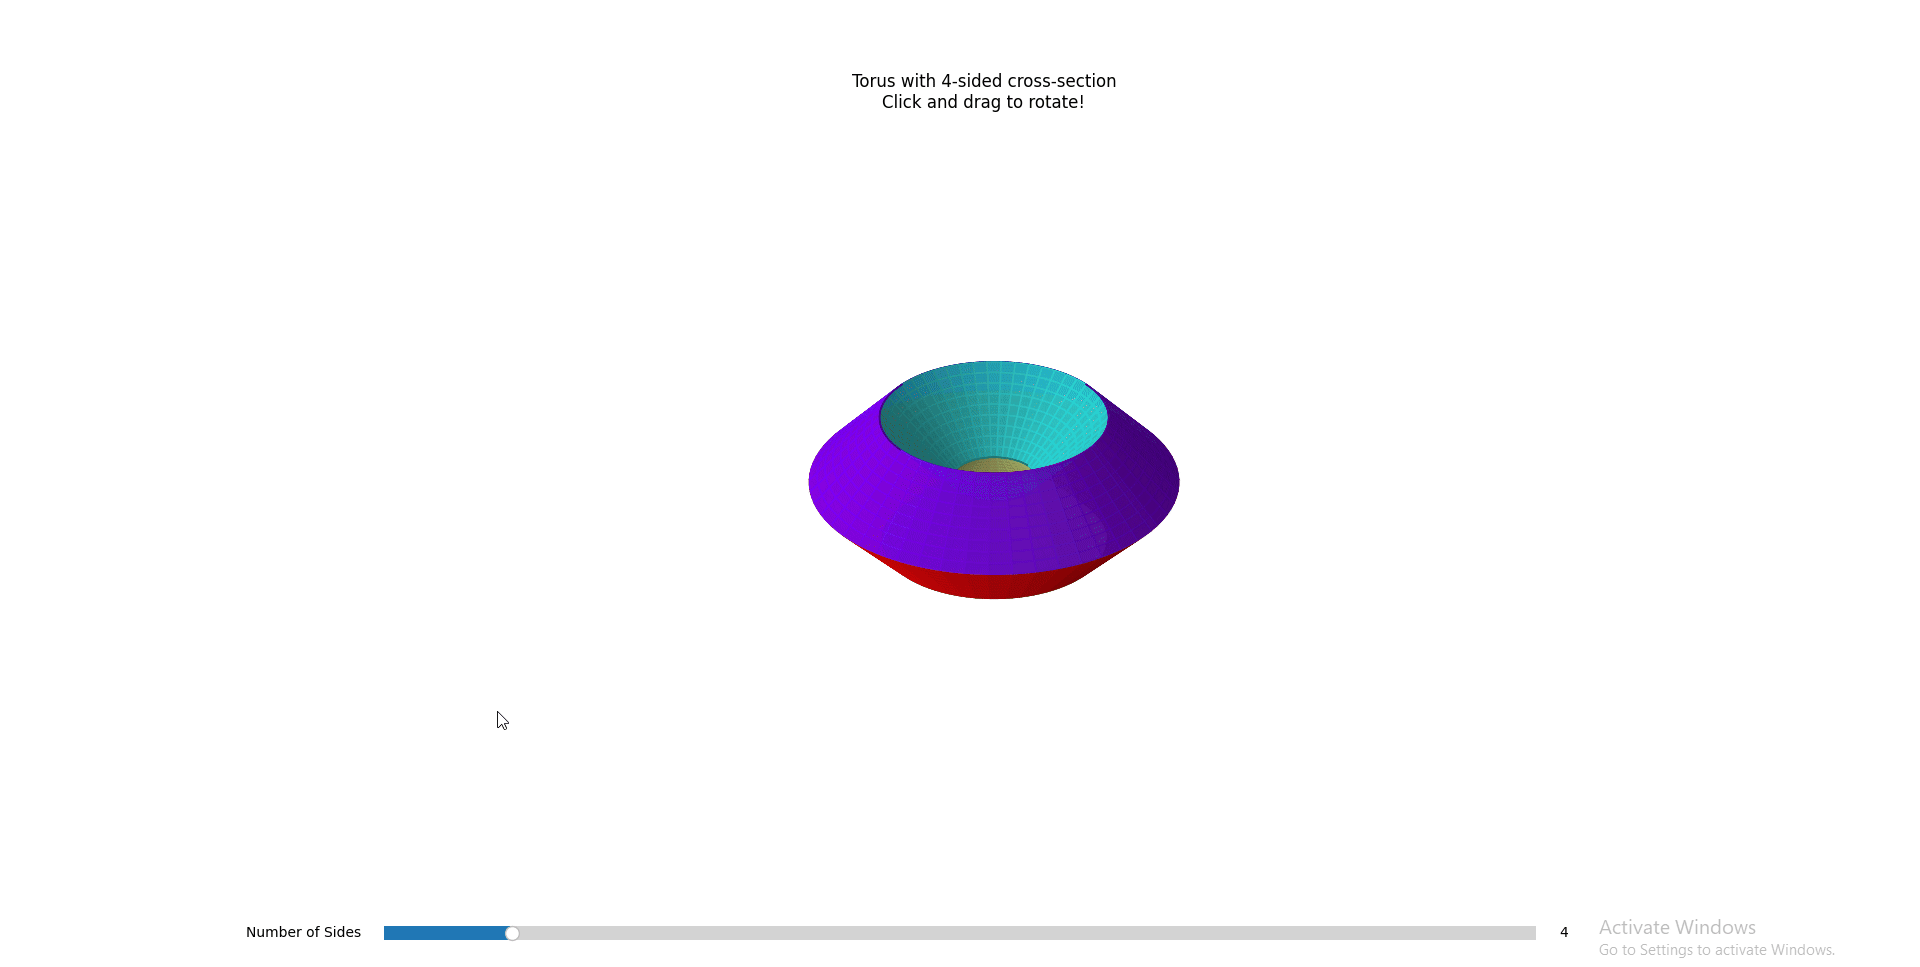 Torus with 4-sided cross-section
Click and drag to rotate!
Number of Sides
4
Activate Windows
Go to Settings to activate Windows.